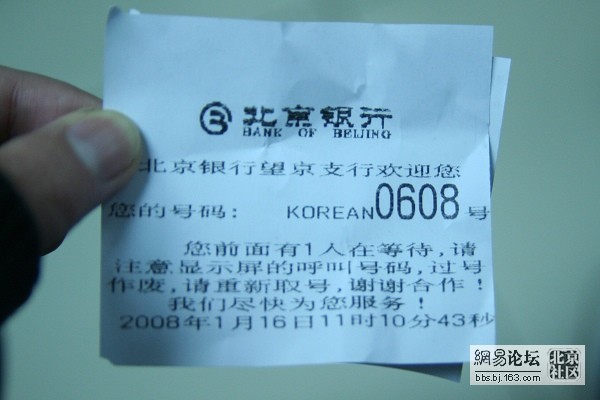 北京银行
BANK OF BEIJING
北京银行望京支行欢迎您
您的号码： KOREAN0608号
您前面有1人在等待，请
注意显示屏的呼叫号码，过号
作废，请重新取号，谢谢合作！
我们尽快为您服务！
2008年1月16日11时10分43秒
網易论坛 北京社区
bbs.bj.163.com